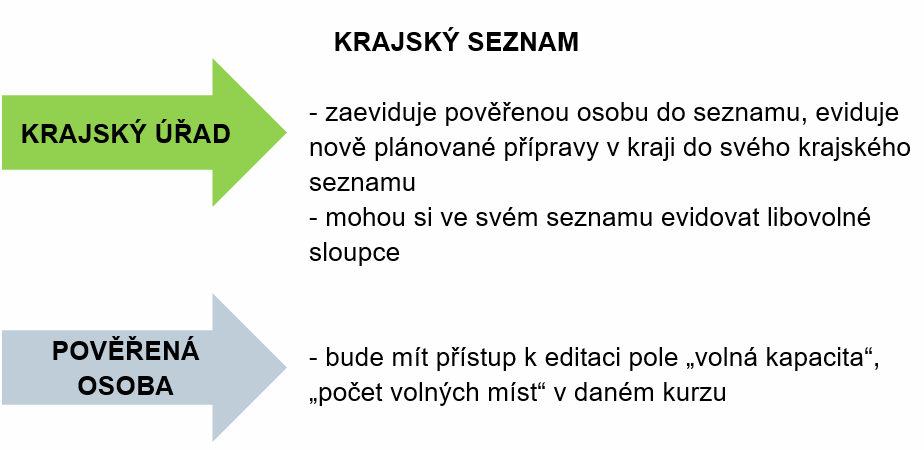 KRAJSKÝ SEZNAM
KRAJSKÝ ÚŘAD
- zaeviduje pověřenou osobu do seznamu, eviduje
nově plánované přípravy v kraji do svého krajského
seznamu
- mohou si ve svém seznamu evidovat libovolné
sloupce
POVĚŘENÁ
OSOBA
- bude mít přístup k editaci pole „volná kapacita“,
„počet volných míst“ v daném kurzu